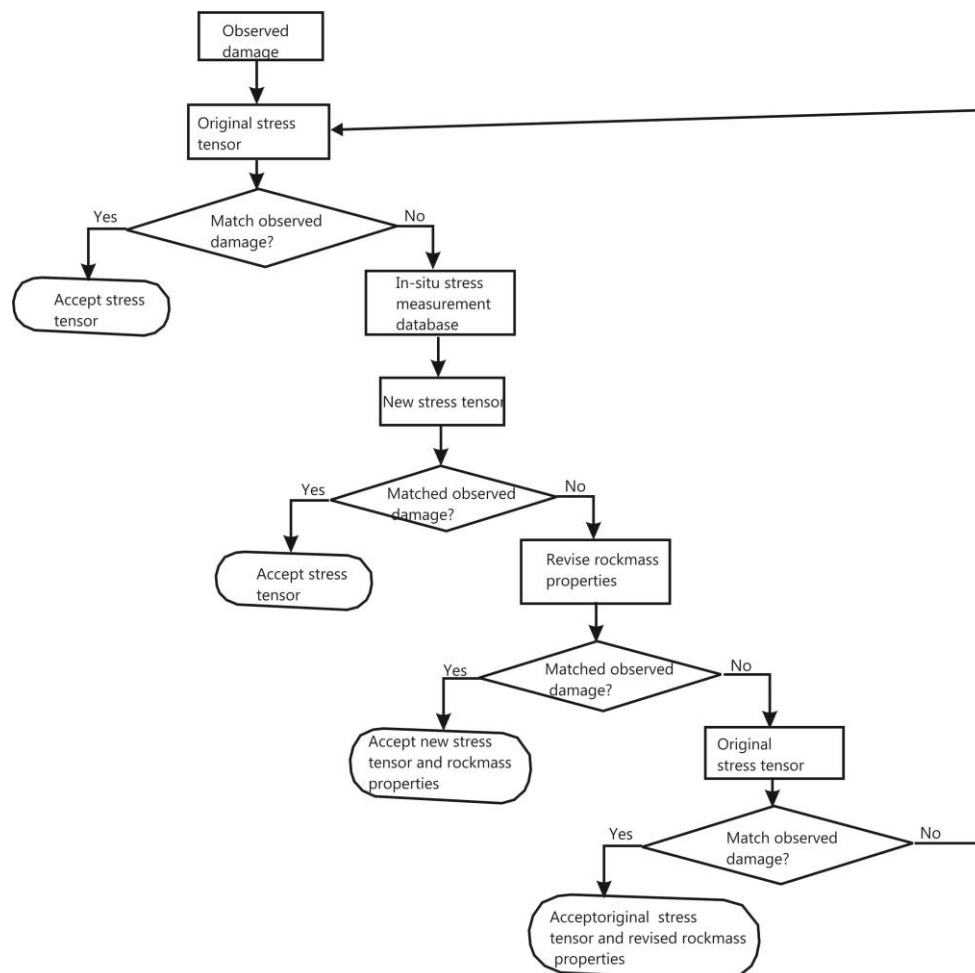 Observed
damage
Original stress
tensor
Yes
Match observed
damage?
No
Accept stress
tensor
In-situ stress
measurement
database
New stress tensor
Yes
Matched observed
damage?
No
Accept stress
tensor
Revise rockmass
properties
Yes
Matched observed
damage?
No
Accept new stress
tensor and rockmass
properties
Original
stress tensor
Yes
Match observed
damage?
No
Acceptoriginal stress
tensor and revised rockmass
properties